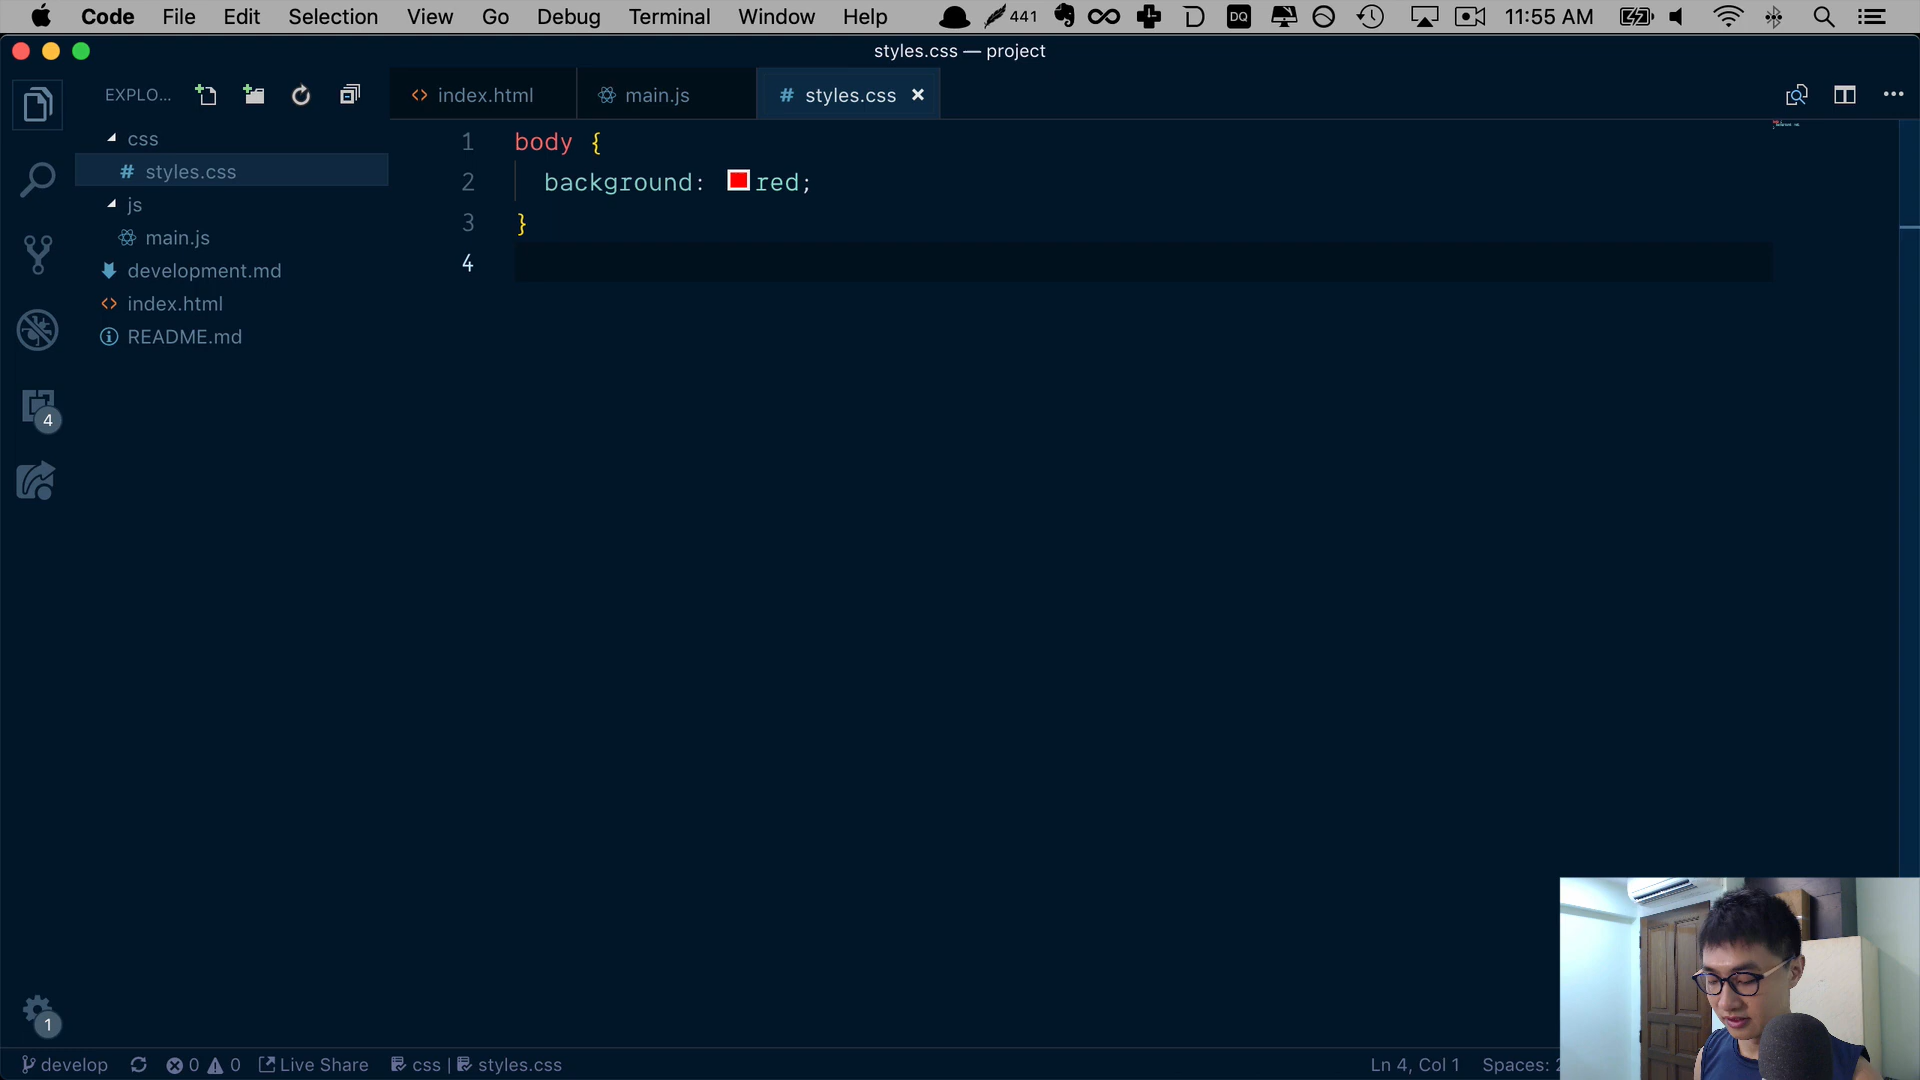 Code File Edit Selection View Go Debug Terminal Window Help 441 DQ 11:55 AM
styles.css — project
EXPLO...
index.html main.js styles.css
css
styles.css
js
main.js
development.md
index.html
README.md
1 body {
2 background: red;
3 }
4
4
1
develop 0 0 Live Share css | styles.css Ln 4, Col 1 Spaces: